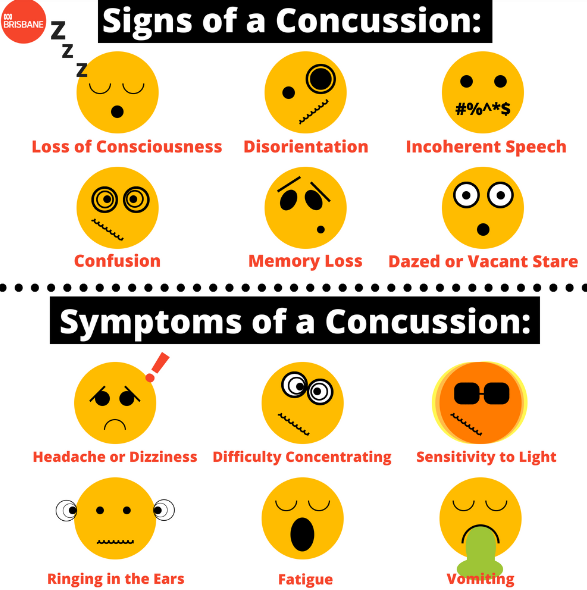 ABC
BRISBANE
Signs of a Concussion:
Z
Z
Z
#%^*$
Loss of Consciousness
Disorientation
Incoherent Speech
Confusion
Memory Loss
Dazed or Vacant Stare
Symptoms of a Concussion:
!
Headache or Dizziness
Difficulty Concentrating
Sensitivity to Light
Ringing in the Ears
Fatigue
Vomiting